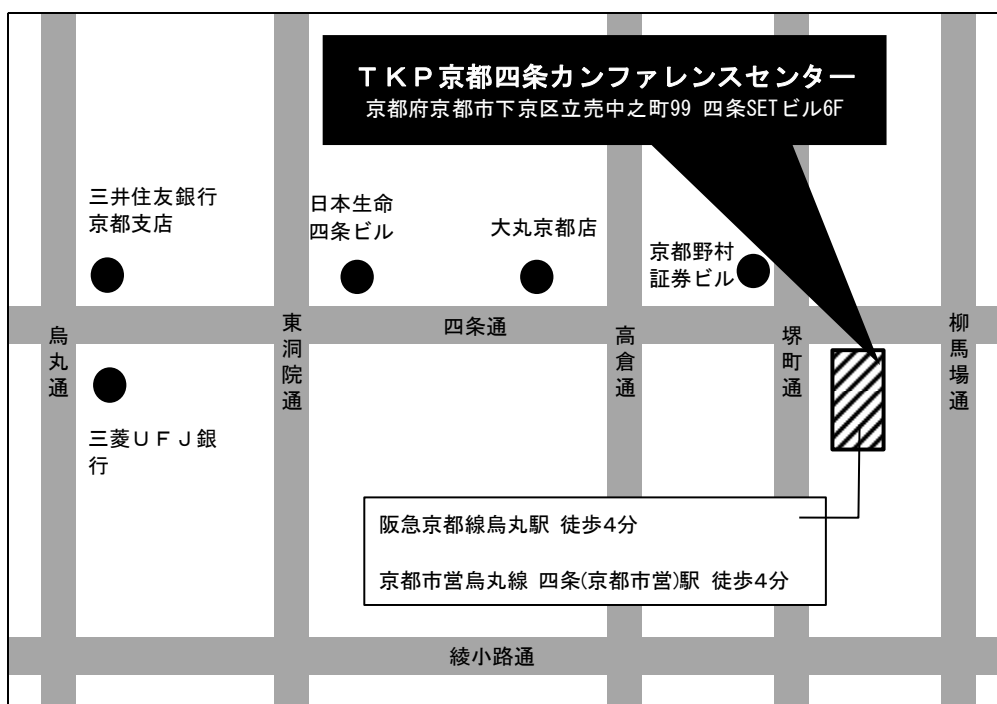 ＴＫＰ京都四条カンファレンスセンター
京都府京都市下京区立売中之町99 四条SETビル6F
三井住友銀行
京都支店
日本生命
四条ビル
大丸京都店
京都野村
証券ビル
烏丸通
東洞院通
四条通
高倉通
堺町通
柳馬場通
三菱ＵＦＪ銀
行
阪急京都線烏丸駅 徒歩4分
京都市営烏丸線 四条(京都市営)駅 徒歩4分
綾小路通